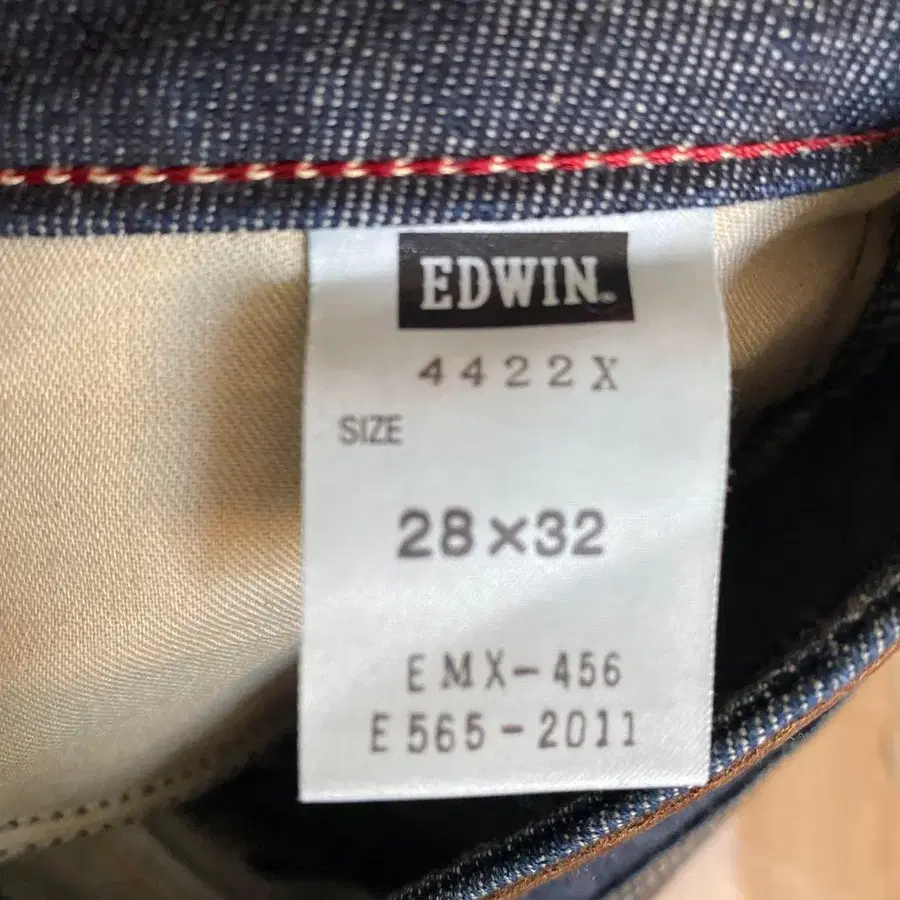 EDWIN.
4422X
SIZE
28×32
EMX-456
E565-2011